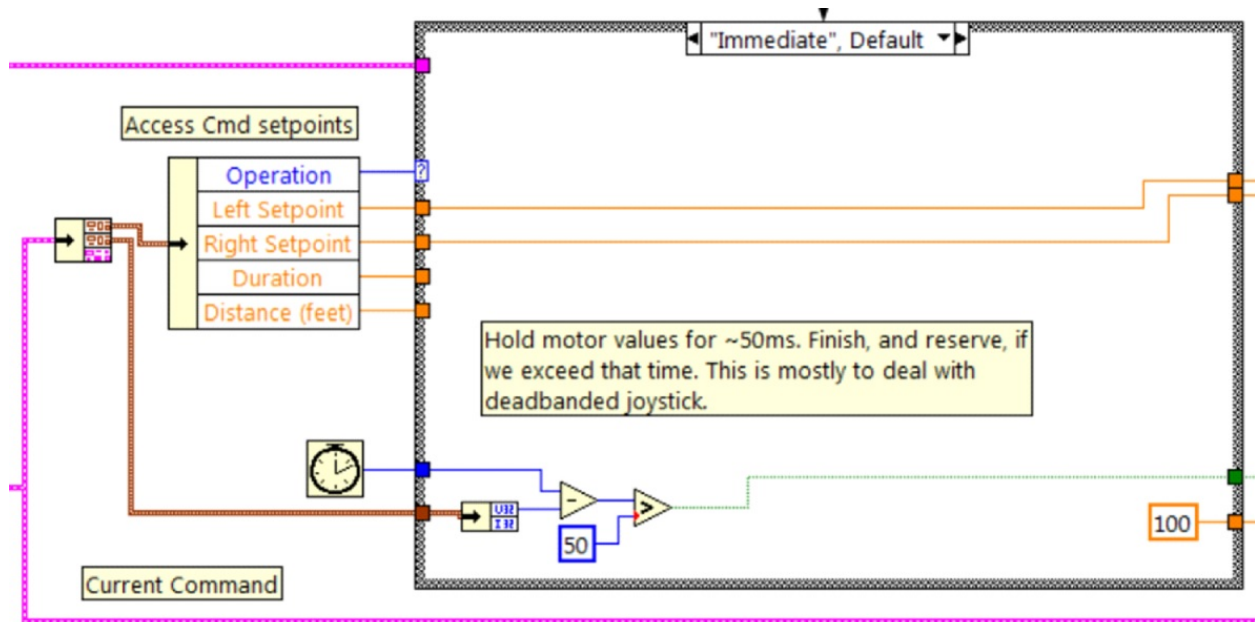 "Immediate", Default
Access Cmd setpoints
Operation
Left Setpoint
Right Setpoint
Duration
Distance (feet)
Hold motor values for ~50ms. Finish, and reserve, if
we exceed that time. This is mostly to deal with
deadbanded joystick.
?
U32
I32
-
>
50
100
Current Command